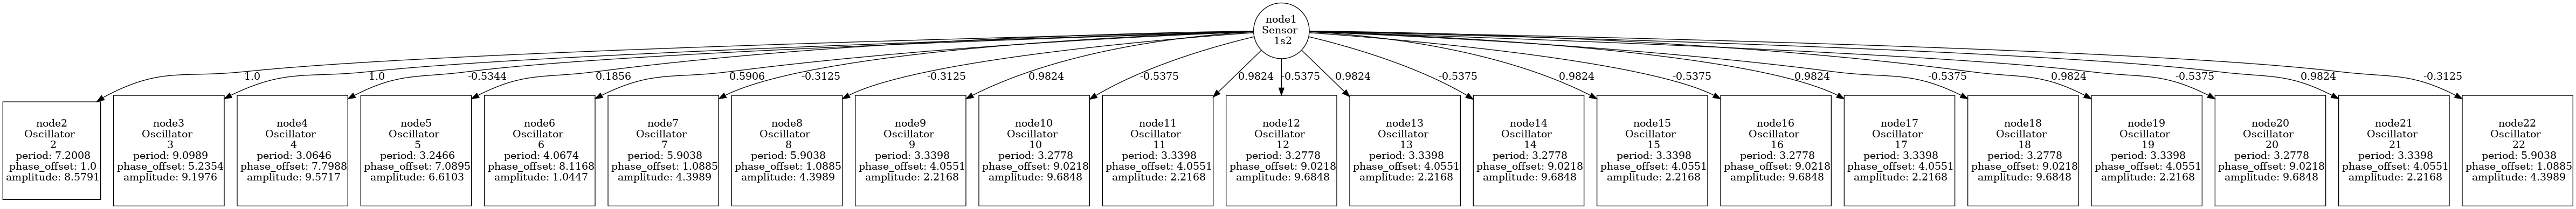 node1
Sensor
1s2
1.0
1.0
-0.5344
0.1856
0.5906
-0.3125
-0.3125
0.9824
-0.5375
0.9824
-0.5375
0.9824
-0.5375
0.9824
-0.5375
0.9824
-0.5375
0.9824
-0.5375
0.9824
-0.3125
node2
Oscillator
2
period: 7.2008
phase_offset: 1.0
amplitude: 8.5791
node3
Oscillator
3
period: 9.0989
phase_offset: 5.2354
amplitude: 9.1976
node4
Oscillator
4
period: 3.0646
phase_offset: 7.7988
amplitude: 9.5717
node5
Oscillator
5
period: 3.2466
phase_offset: 7.0895
amplitude: 6.6103
node6
Oscillator
6
period: 4.0674
phase_offset: 8.1168
amplitude: 1.0447
node7
Oscillator
7
period: 5.9038
phase_offset: 1.0885
amplitude: 4.3989
node8
Oscillator
8
period: 5.9038
phase_offset: 1.0885
amplitude: 4.3989
node9
Oscillator
9
period: 3.3398
phase_offset: 4.0551
amplitude: 2.2168
node10
Oscillator
10
period: 3.2778
phase_offset: 9.0218
amplitude: 9.6848
node11
Oscillator
11
period: 3.3398
phase_offset: 4.0551
amplitude: 2.2168
node12
Oscillator
12
period: 3.2778
phase_offset: 9.0218
amplitude: 9.6848
node13
Oscillator
13
period: 3.3398
phase_offset: 4.0551
amplitude: 2.2168
node14
Oscillator
14
period: 3.2778
phase_offset: 9.0218
amplitude: 9.6848
node15
Oscillator
15
period: 3.3398
phase_offset: 4.0551
amplitude: 2.2168
node16
Oscillator
16
period: 3.2778
phase_offset: 9.0218
amplitude: 9.6848
node17
Oscillator
17
period: 3.3398
phase_offset: 4.0551
amplitude: 2.2168
node18
Oscillator
18
period: 3.2778
phase_offset: 9.0218
amplitude: 9.6848
node19
Oscillator
19
period: 3.3398
phase_offset: 4.0551
amplitude: 2.2168
node20
Oscillator
20
period: 3.2778
phase_offset: 9.0218
amplitude: 9.6848
node21
Oscillator
21
period: 3.3398
phase_offset: 4.0551
amplitude: 2.2168
node22
Oscillator
22
period: 5.9038
phase_offset: 1.0885
amplitude: 4.3989